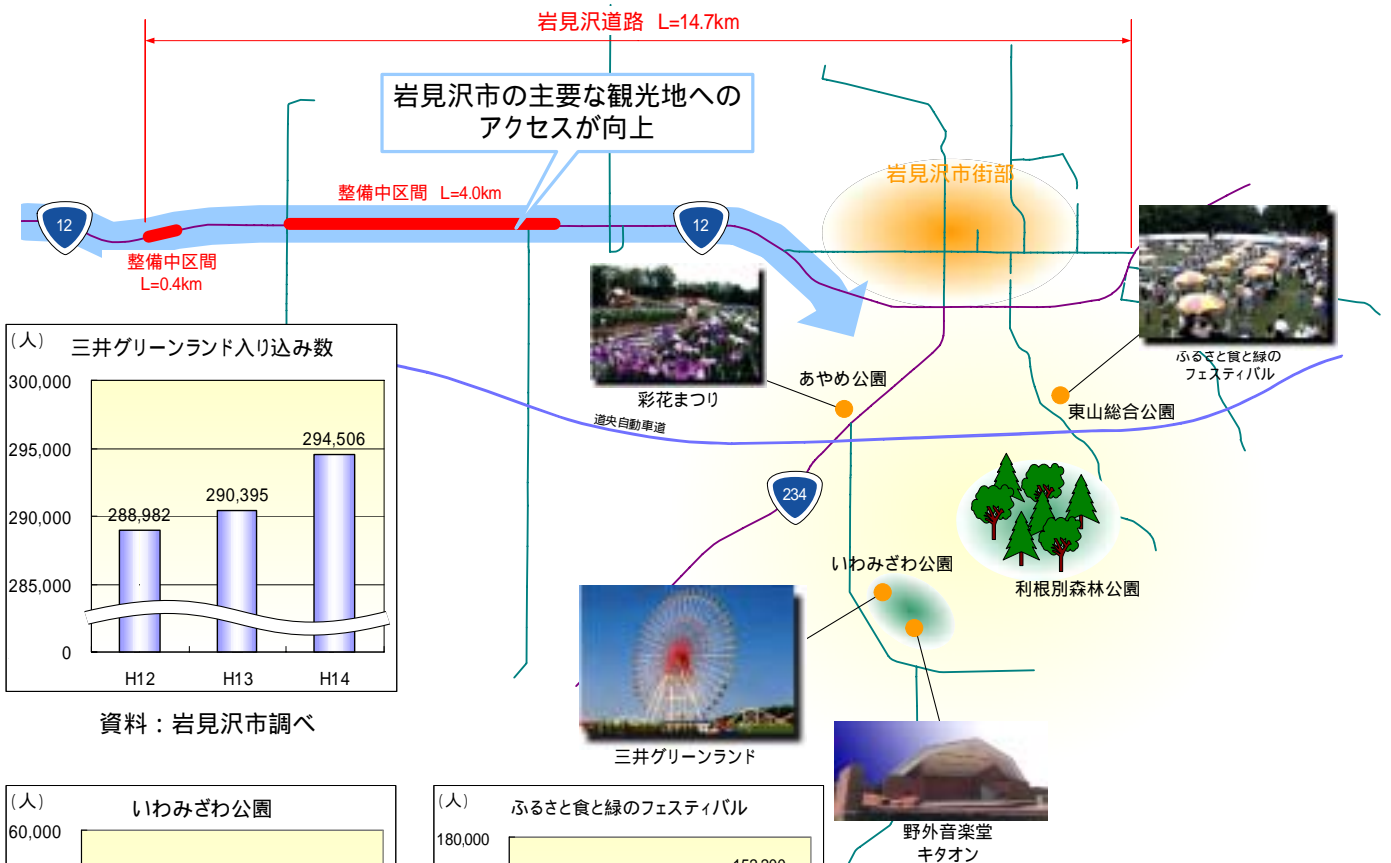 岩見沢道路 L=14.7km
岩見沢市の主要な観光地への
アクセスが向上
岩見沢市街部
整備中区間 L=4.0km
12
12
整備中区間
L=0.4km
(人)
三井グリーンランド入り込み数
300,000
295,000
290,000
285,000
0
288,982
290,395
294,506
H12
H13
H14
資料：岩見沢市調べ
彩花まつり
あやめ公園
道央自動車道
ふるさと食と緑の
フェスティバル
東山総合公園
234
いわみざわ公園
利根別森林公園
三井グリーンランド
野外音楽堂
キタオン
(人)
いわみざわ公園
60,000
(人)
ふるさと食と緑のフェスティバル
180,000